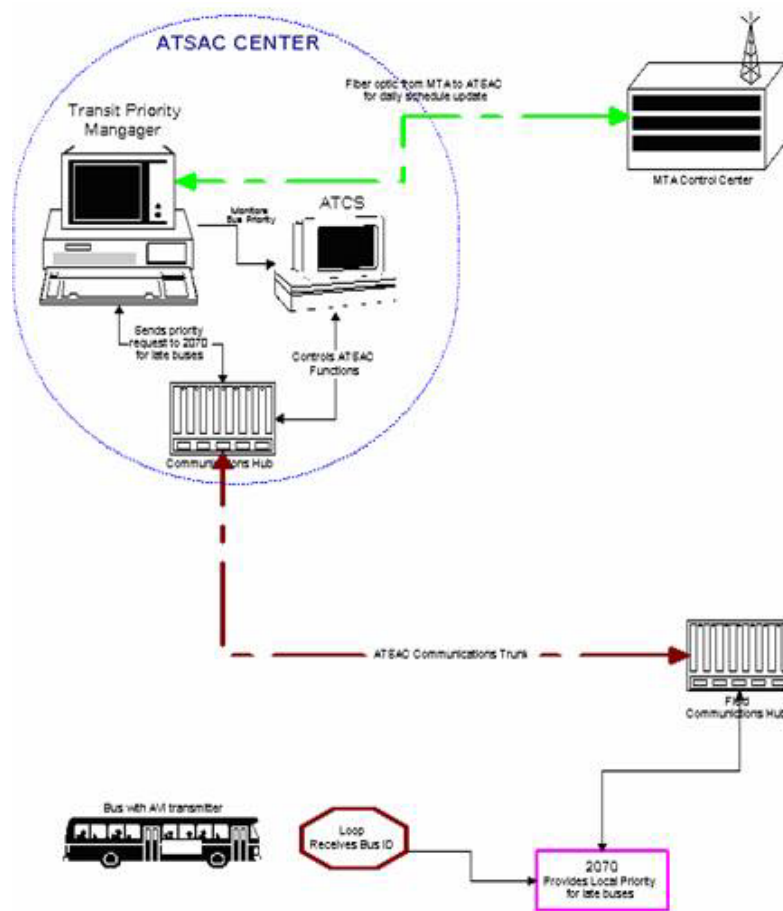 ATSAC CENTER
Fiber optic from MTA to ATSAC
for daily schedule update
Transit Priority
Mangager
MTA Control Center
ATCS
Monitors
Bus Priority
Sends priority
request to 2070
for late buses
Controls ATSAC
Functions
Communications Hub
ATSAC Communications Trunk
Field
Communications Hub
Bus with AVI transmitter
Loop
Receives Bus ID
2070
Provides Local Priority
for late buses